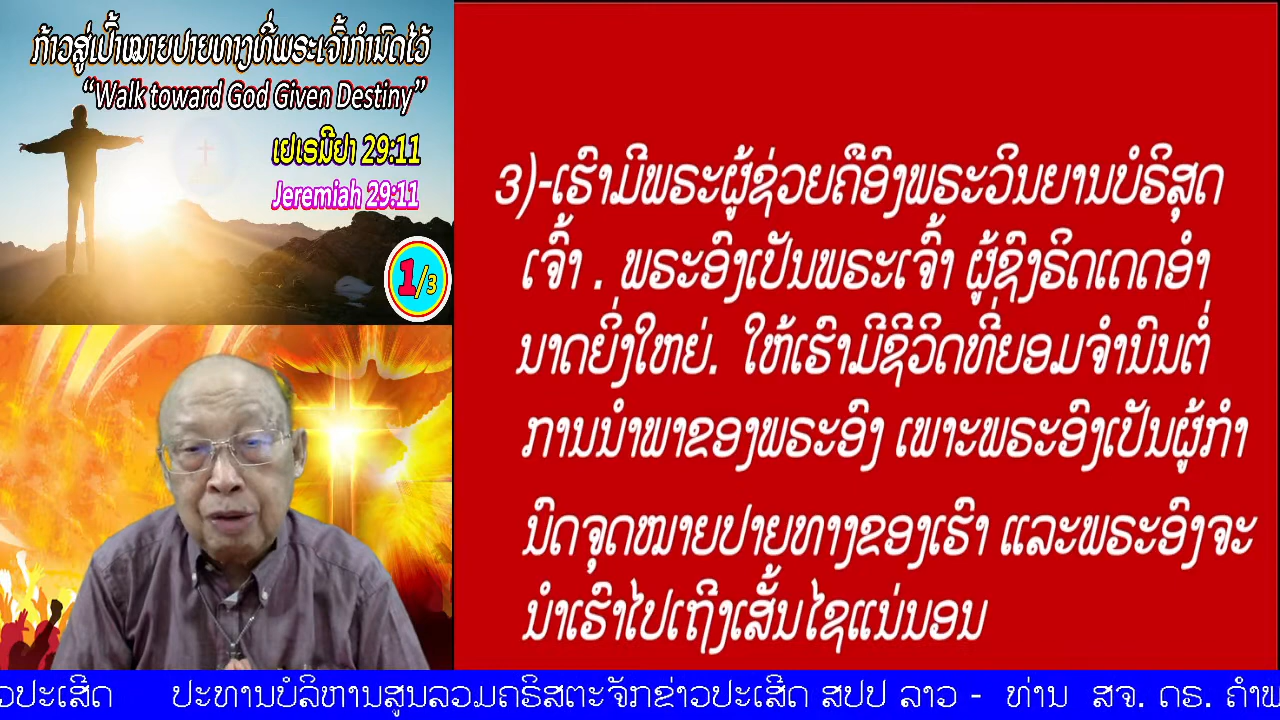 ກ້າວສູ່ເປົ້າໝາຍປາຍທາງທີ່ພຣະເຈົ້າກຳນົດໄວ້
“Walk toward God Given Destiny”
ເຢເຣມີຢາ 29:11
Jeremiah 29:11
1/3
3)-ເຮົາມີພຣະຜູ້ຊ່ວຍຄືອົງພຣະວິນຍານບໍຣິສຸດ
ເຈົ້າ . ພຣະອົງເປັນພຣະເຈົ້າ ຜູ້ຊົງຣິດເດດອຳ
ນາດຍິ່ງໃຫຍ່. ໃຫ້ເຮົາມີຊີວິດທີ່ຍອມຈຳນົນຕໍ່
ການນຳພາຂອງພຣະອົງ ເພາະພຣະອົງເປັນຜູ້ກຳ
ນົດຈຸດໝາຍປາຍທາງຂອງເຮົາ ແລະພຣະອົງຈະ
ນຳເຮົາໄປເຖິງເສັ້ນໄຊແນ່ນອນ
ວປະເສີດ ປະທານບໍລິຫານສູນລວມຄຣິສຕະຈັກຂ່າວປະເສີດ ສປປ ລາວ - ທ່ານ ສຈ. ດຣ. ຄຳພ